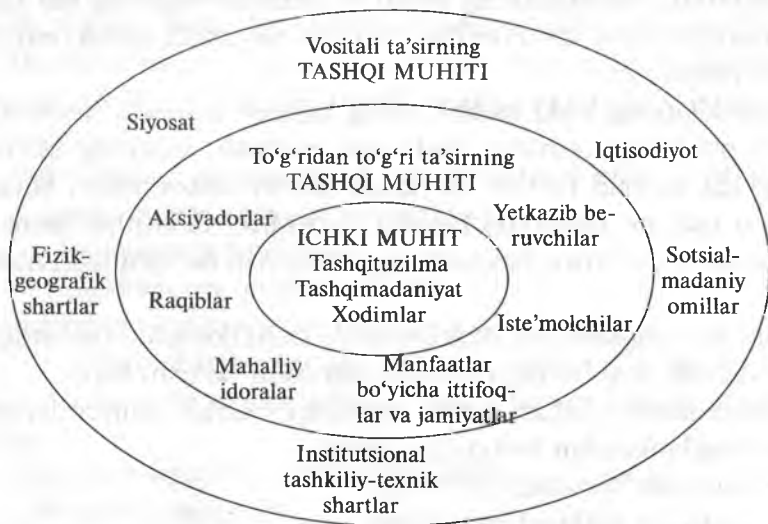 Vositali ta’sirning
TASHQI MUHITI
Siyosat
Iqtisodiyot
To‘g‘ridan to‘g‘ri ta’sirning
TASHQI MUHITI
Aksiyadorlar
Yetkazib be-
ruvchilar
ICHKI MUHIT
Tashqituzilma
Tashqimadaniyat
Xodimlar
Fizik-
geografik
shartlar
Raqiblar
Sotsial-
madaniy
omillar
Iste’molchilar
Mahalliy
idoralar
Manfaatlar
bo‘yicha ittifoq-
lar va jamiyatlar
Institutsional
tashkiliy-texnik
shartlar